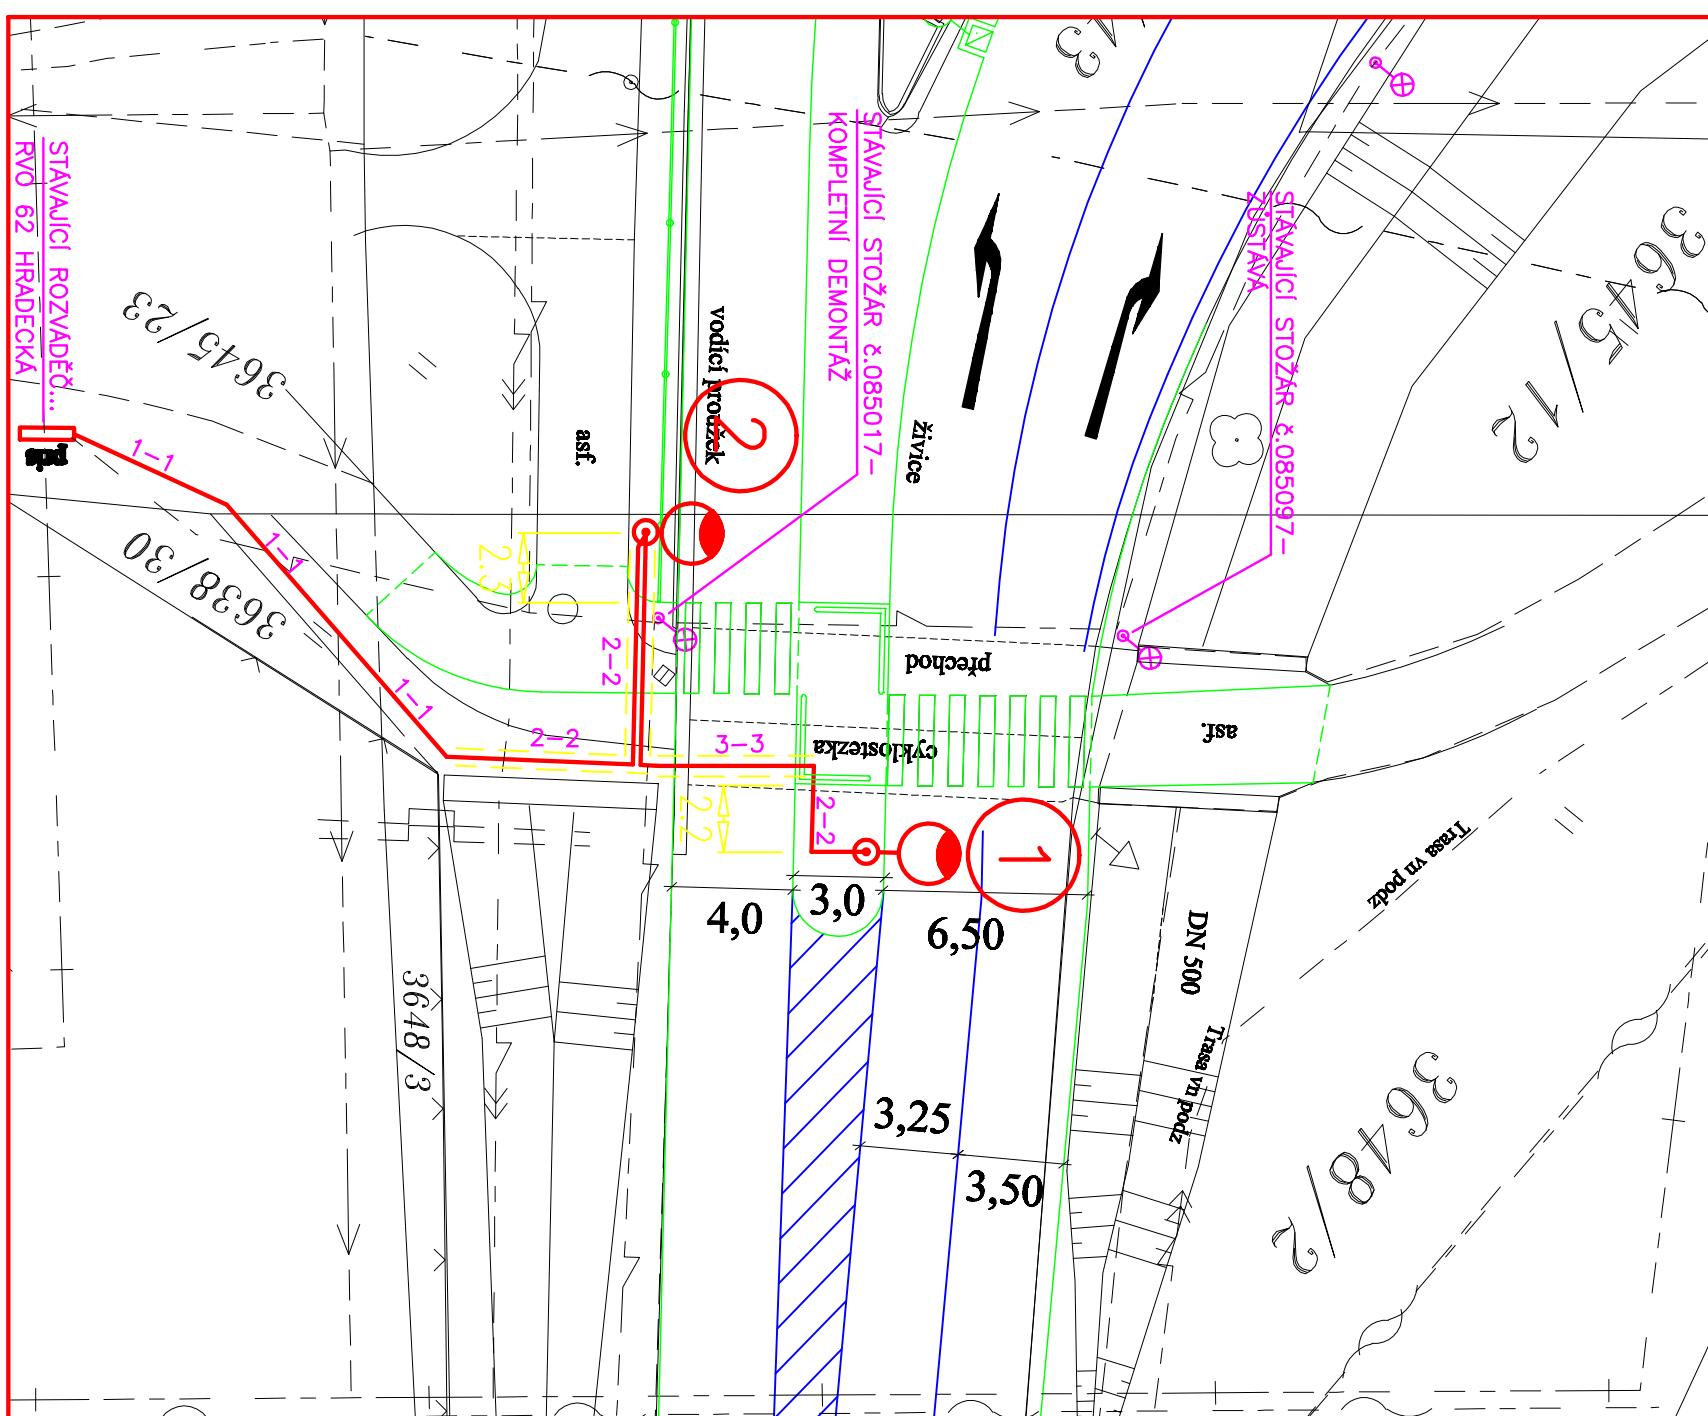 43
3645/12
STÁVAJÍCÍ STOŽÁR č.085097-
ZŮSTÁVÁ
STÁVAJÍCÍ STOŽÁR č.085017-
KOMPLETNÍ DEMONTÁŽ
STÁVAJÍCÍ ROZVÁDĚČ...
RVO 62 HRADECKÁ
3645/23
vodící proužek
živice
asf.
2
pris
1-1
1-1
1-1
3638/30
2.3
2-2
2-2
3-3
2-2
2.2
přechod
cyklostezka
asf.
1
4,0
3,0
6,50
DN 500
Trasa vn podz
Trasa vn podz
3648/3
3648/2
3,25
3,50